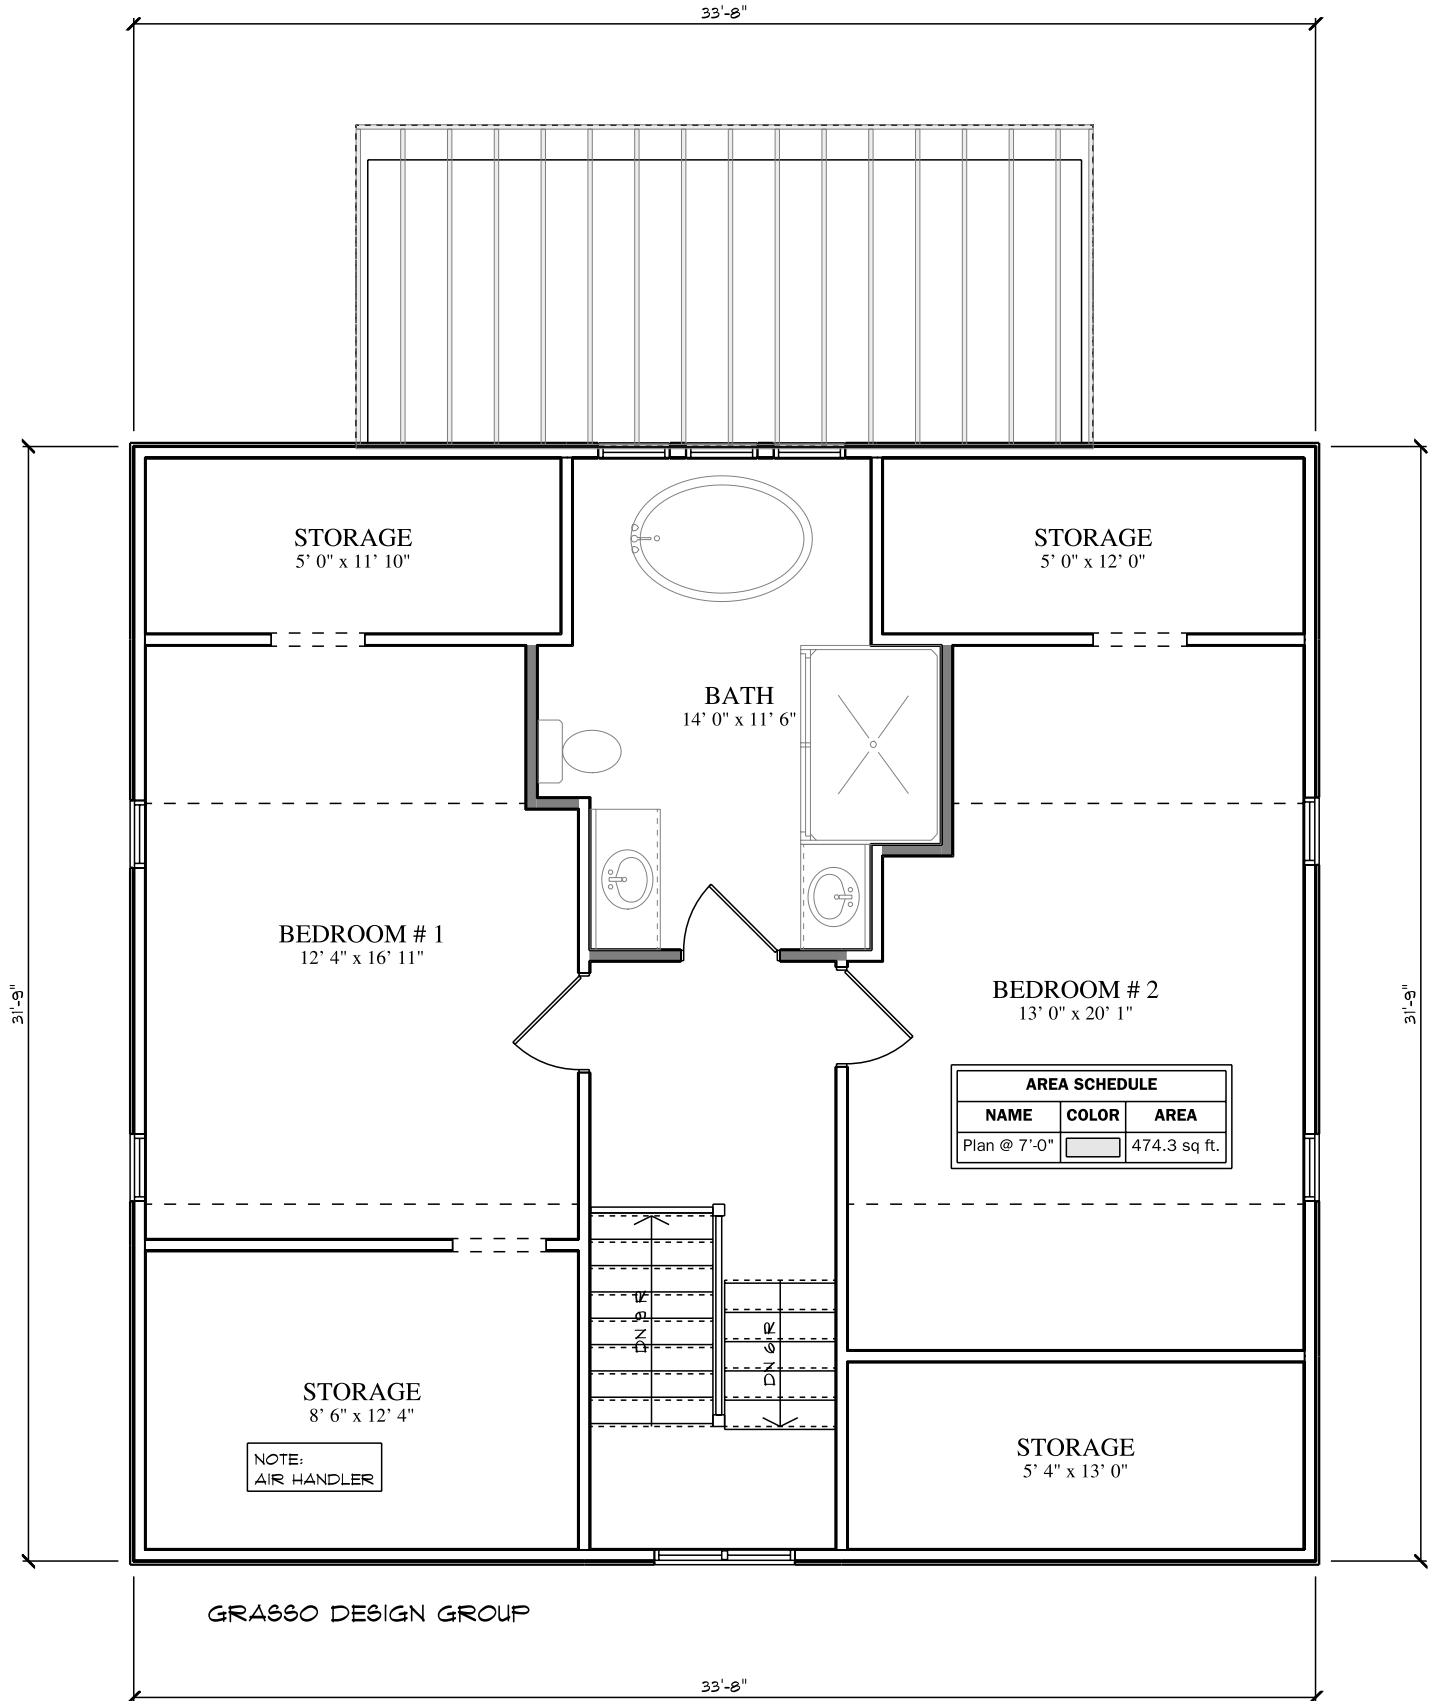 33'-8"
STORAGE
5' 0" x 11' 10"
STORAGE
5' 0" x 12' 0"
BATH
14' 0" x 11' 6"
BEDROOM # 1
12' 4" x 16' 11"
BEDROOM # 2
13' 0" x 20' 1"
31'-9"
31'-9"
AREA SCHEDULE
NAME COLOR AREA
Plan @ 7'-0" 474.3 sq ft.
DN R
DN 6 R
STORAGE
8' 6" x 12' 4"
NOTE:
AIR HANDLER
STORAGE
5' 4" x 13' 0"
GRASSO DESIGN GROUP
33'-8"